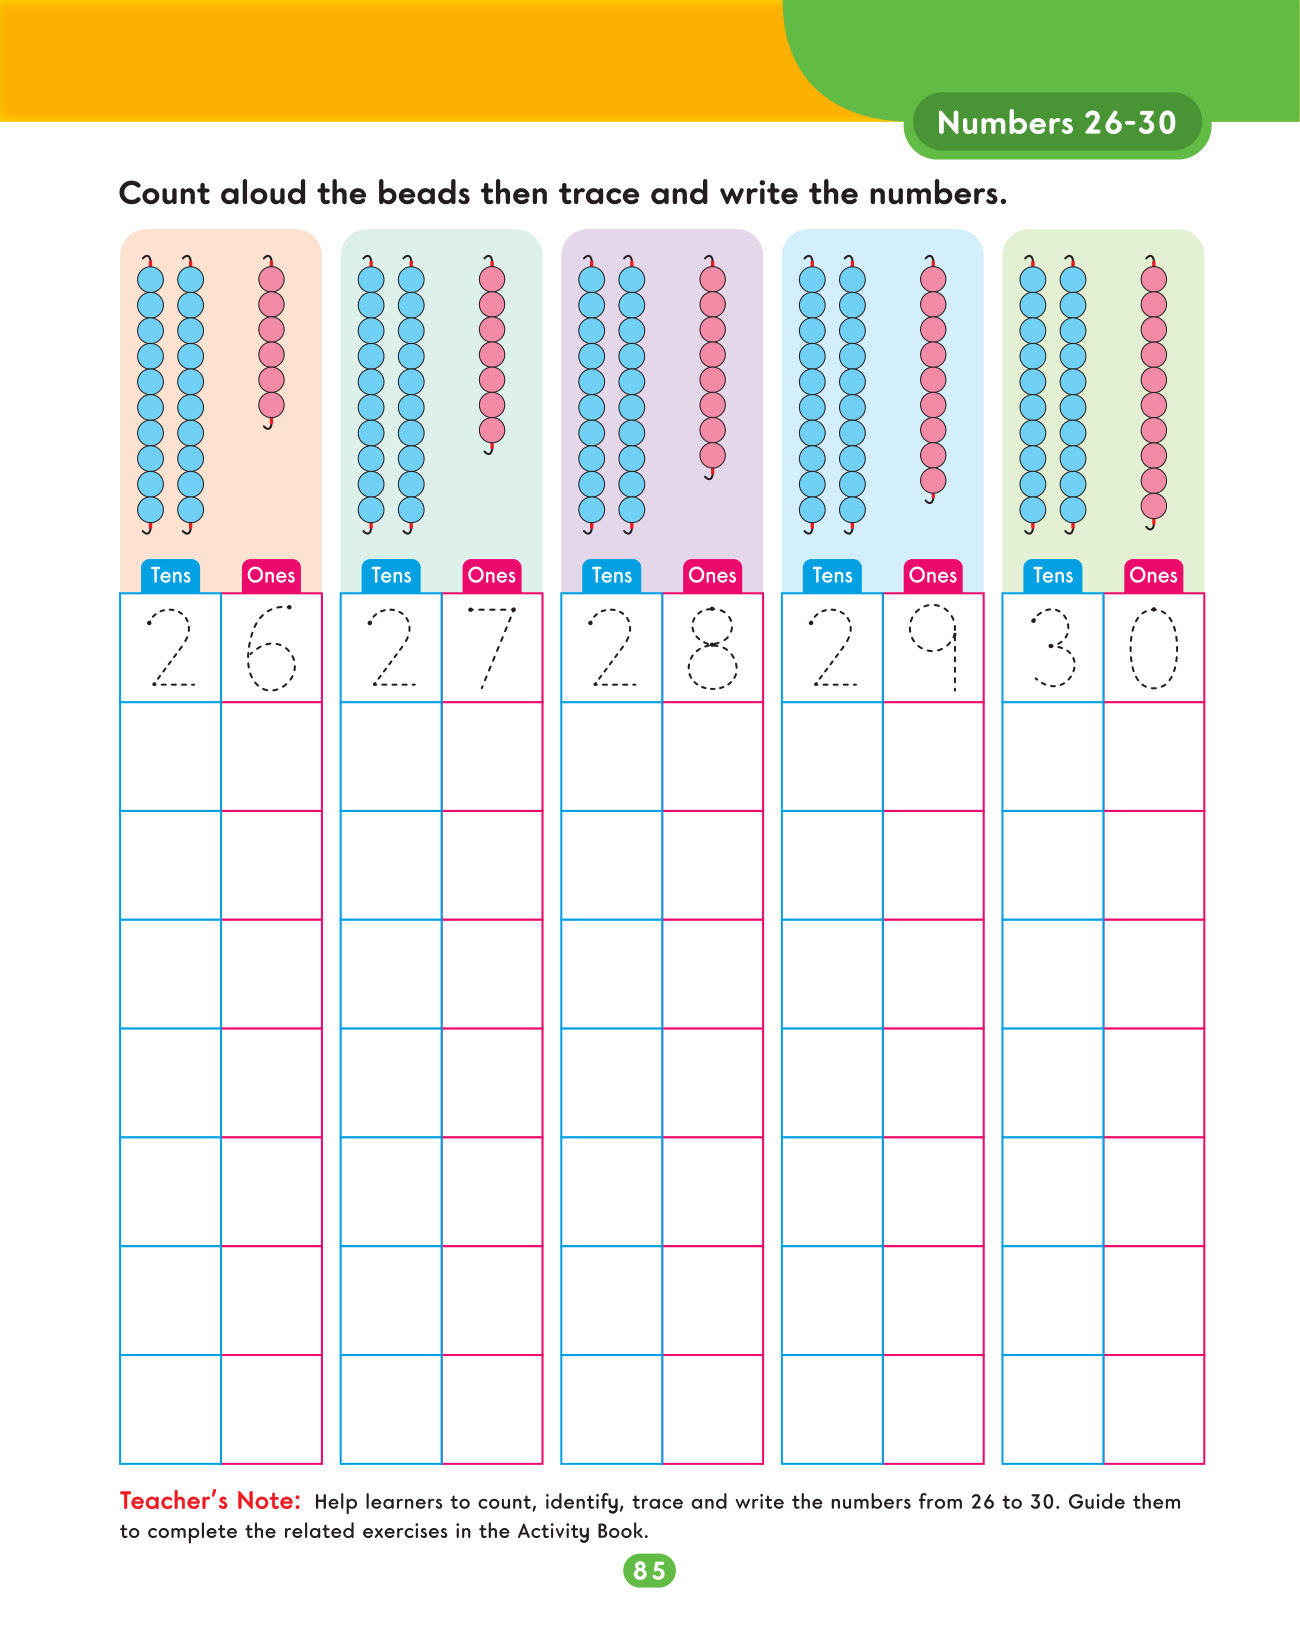 Numbers 26-30
Count aloud the beads then trace and write the numbers.
Tens Ones Tens Ones Tens Ones Tens Ones Tens Ones
2 6 2 7 2 8 2 9 3 0
Teacher's Note: Help learners to count, identify, trace and write the numbers from 26 to 30. Guide them
to complete the related exercises in the Activity Book.
85